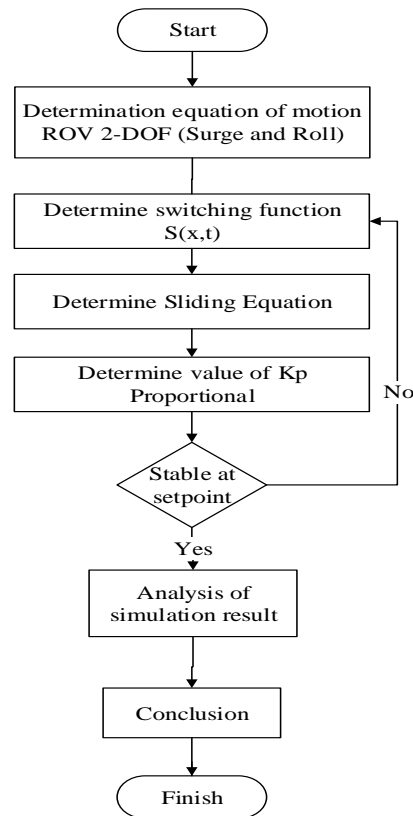 Start
Determination equation of motion
ROV 2-DOF (Surge and Roll)
Determine switching function
S(x,t)
Determine Sliding Equation
Determine value of Kp
Proportional
No
Stable at
setpoint
Yes
Analysis of
simulation result
Conclusion
Finish